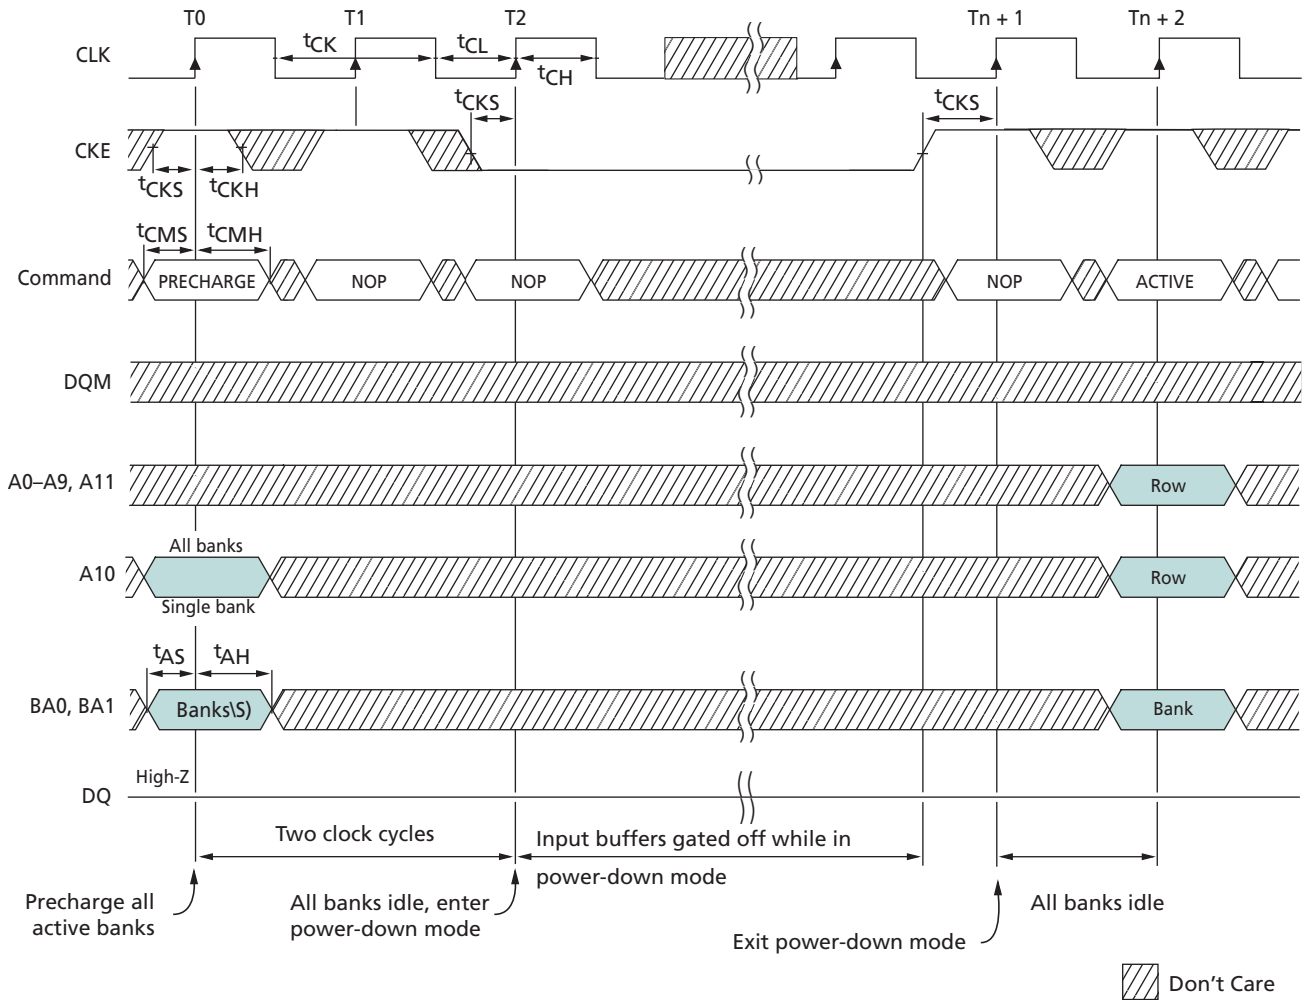 T0 T1 T2 Tn + 1 Tn + 2
CLK
tCK tCL
tCH
tCKS tCKS
CKE
tCKS tCKH
tCMS tCMH
Command PRECHARGE NOP NOP NOP ACTIVE
DQM
A0–A9, A11 Row
All banks
A10 Row
Single bank
tAS tAH
BA0, BA1 Banks\S) Bank
High-Z
DQ
Two clock cycles
Input buffers gated off while in
power-down mode
Precharge all
active banks
All banks idle, enter
power-down mode
Exit power-down mode
All banks idle
Don't Care